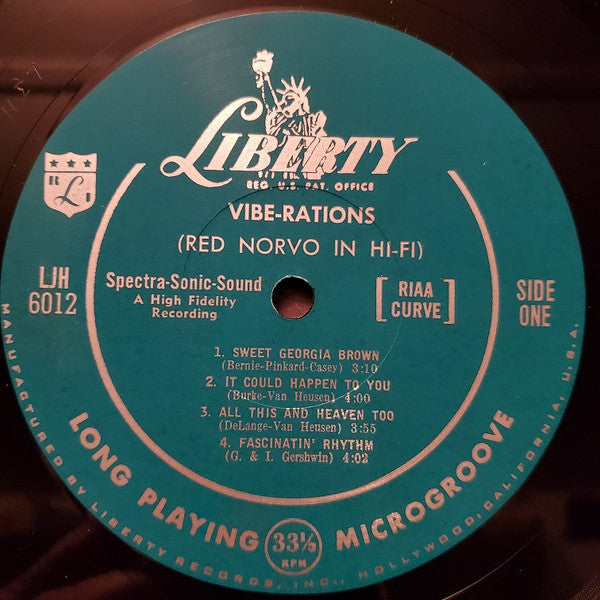 LIBERTY
REG. U.S. PAT. OFFICE
VIBE-RATIONS
(RED NORVO IN HI-FI)
R L I
LJH
6012
Spectra-Sonic-Sound
A High Fidelity
Recording
[RIAA
CURVE]
SIDE
ONE
1. SWEET GEORGIA BROWN
(Bernie-Pinkard-Casey) 3:10
2. IT COULD HAPPEN TO YOU
(Burke-Van Heusen) 4:00
3. ALL THIS AND HEAVEN TOO
(DeLange-Van Heusen) 3:55
4. FASCINATIN' RHYTHM
(G. & I. Gershwin) 4:02
LONG PLAYING 33⅓ RPM MICROGROOVE
MANUFACTURED BY LIBERTY RECORDS, INC., HOLLYWOOD, CALIFORNIA, U.S.A.